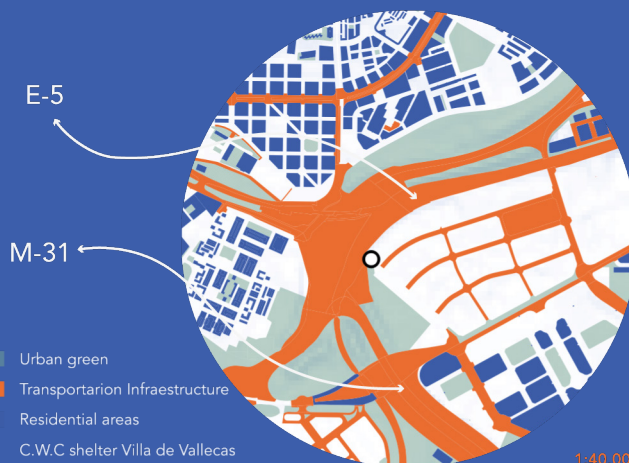 E-5
M-31
Urban green
Transportarion Infraestructure
Residential areas
C.W.C shelter Villa de Vallecas